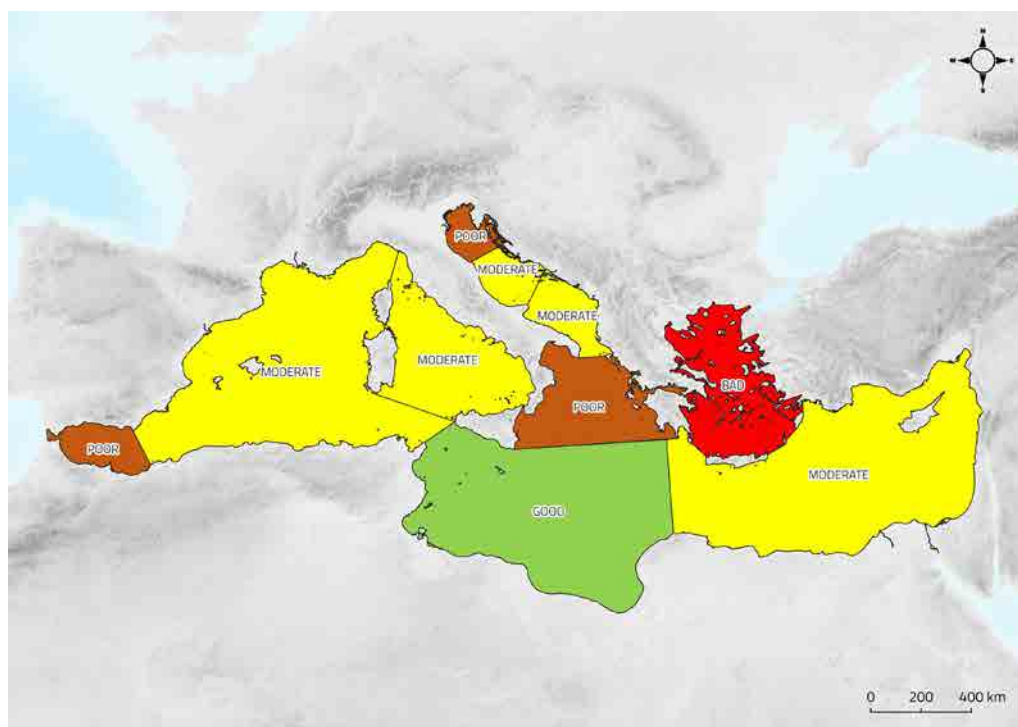 N
W E
S
POOR
MODERATE
MODERATE
MODERATE
MODERATE
BAD
POOR
POOR
MODERATE
GOOD
0 200 400 km